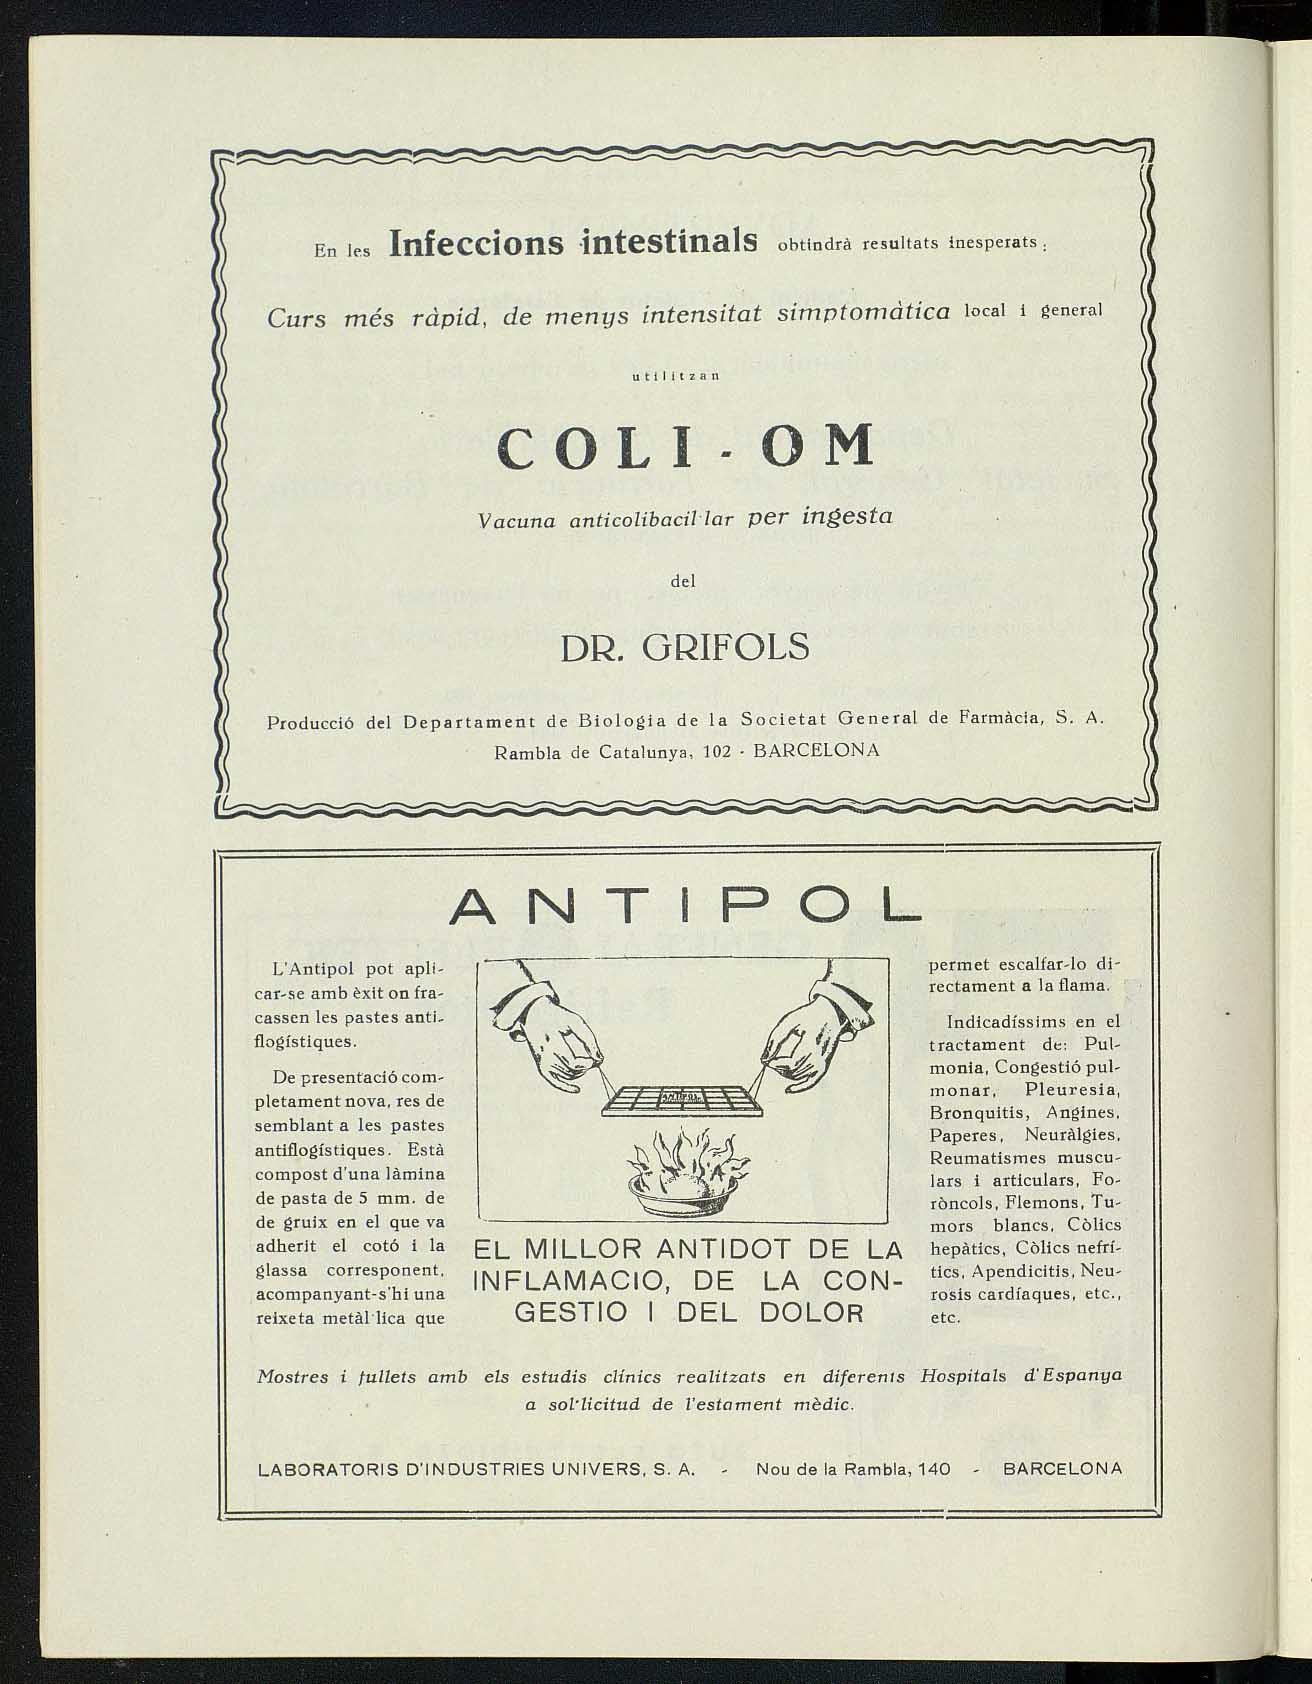 En les Infeccions intestinals obtindrà resultats inesperats:
Curs més ràpid, de menys intensitat simptomàtica local i general
utilitzan
COLI-OM
Vacuna anticolibacil·lar per ingesta
del
DR. GRIFOLS
Producció del Departament de Biologia de la Societat General de Farmàcia, S. A.
Rambla de Catalunya, 102 - BARCELONA
ANTIPOL
L'Antipol pot apli-
car-se amb èxit on fra-
cassen les pastes anti-
flogístiques.
De presentació com-
pletament nova, res de
semblant a les pastes
antiflogístiques. Està
compost d'una làmina
de pasta de 5 mm. de
de gruix en el que va
adherit el cotó i la
glassa corresponent,
acompanyant-s'hi una
reixeta metàl·lica que
ANTIPOL
EL MILLOR ANTIDOT DE LA
INFLAMACIO, DE LA CON-
GESTIO I DEL DOLOR
permet escalfar-lo di-
rectament a la flama.
Indicadíssims en el
tractament de: Pul-
monia, Congestió pul-
monar, Pleuresia,
Bronquitis, Angines,
Paperes, Neuràlgies,
Reumatismes muscu-
lars i articulars, Fo-
ròncols, Flemons, Tu-
mors blancs, Còlics
hepàtics, Còlics nefrí-
tics, Apendicitis, Neu-
rosis cardíaques, etc.,
etc.
Mostres i fullets amb els estudis clínics realitzats en diferents Hospitals d'Espanya
a sol·licitud de l'estament mèdic.
LABORATORIS D'INDUSTRIES UNIVERS, S. A. - Nou de la Rambla, 140 - BARCELONA